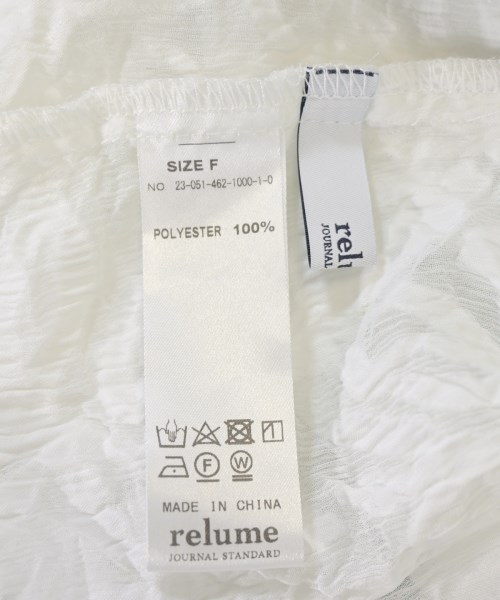 SIZE F
NO. 23-051-462-1000-1-0
POLYESTER 100%
F
W
MADE IN CHINA
relume
JOURNAL STANDARD
relu
JOURNAL